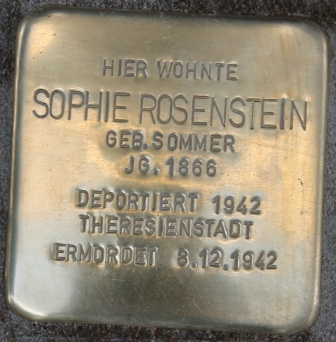 HIER WOHNTE
SOPHIE ROSENSTEIN
GEB. SOMMER
JG. 1866
DEPORTIERT 1942
THERESIENSTADT
ERMORDET 8.12.1942